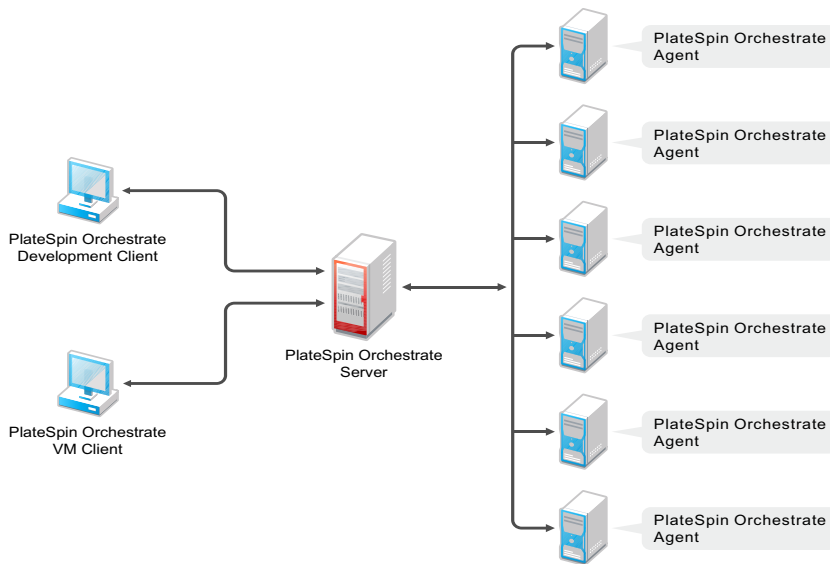 PlateSpin Orchestrate
Development Client
PlateSpin Orchestrate
VM Client
PlateSpin Orchestrate
Server
PlateSpin Orchestrate
Agent
PlateSpin Orchestrate
Agent
PlateSpin Orchestrate
Agent
PlateSpin Orchestrate
Agent
PlateSpin Orchestrate
Agent
PlateSpin Orchestrate
Agent